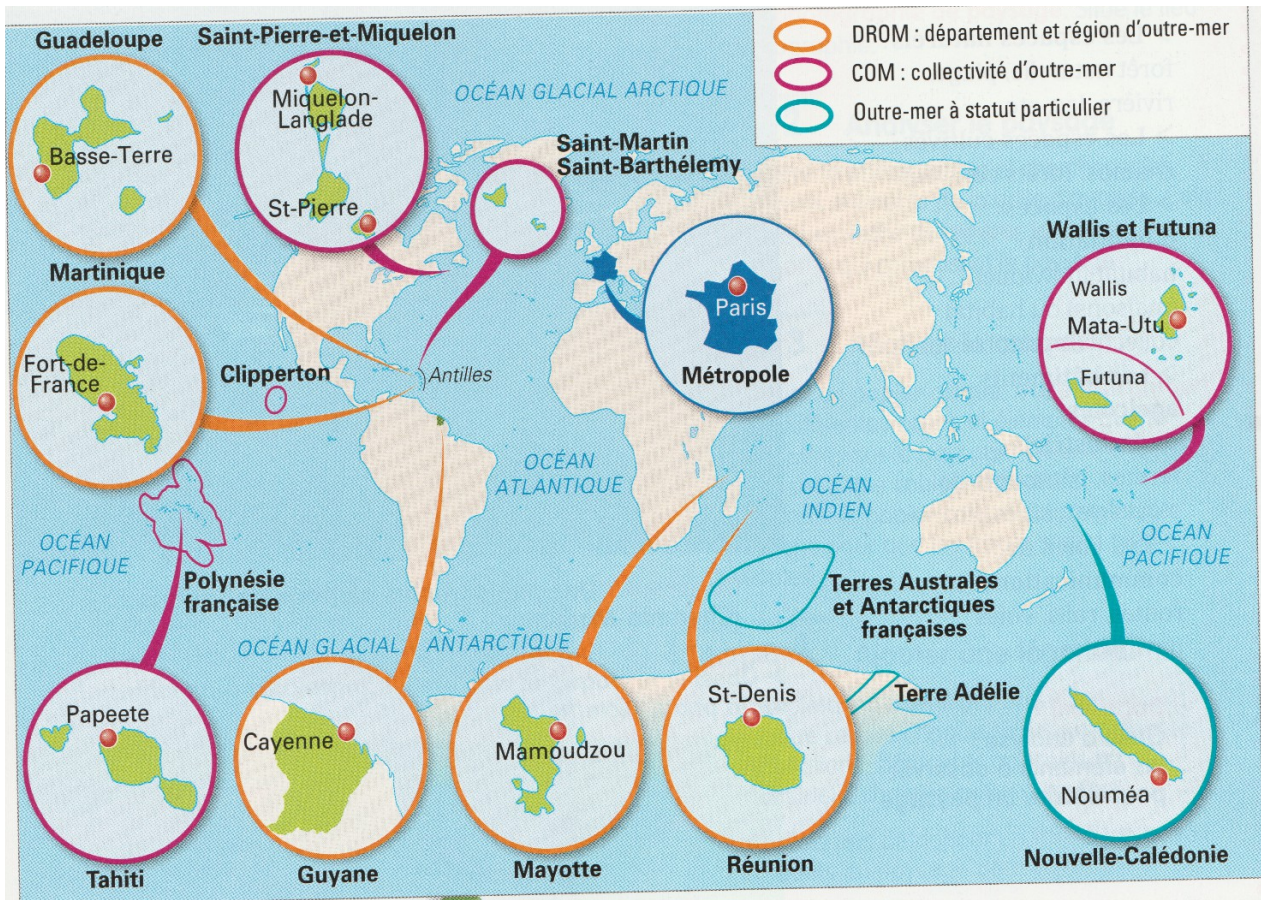 Guadeloupe
Saint-Pierre-et-Miquelon
DROM : département et région d'outre-mer
COM : collectivité d'outre-mer
Outre-mer à statut particulier
OCÉAN GLACIAL ARCTIQUE
Miquelon-
Langlade
St-Pierre
Basse-Terre
Saint-Martin
Saint-Barthélemy
Martinique
Fort-de-
France
Clipperton
Antilles
Paris
Métropole
Wallis et Futuna
Wallis
Mata-Utu
Futuna
OCÉAN
ATLANTIQUE
OCÉAN
INDIEN
OCÉAN
PACIFIQUE
OCÉAN
PACIFIQUE
Polynésie
française
Terres Australes
et Antarctiques
françaises
OCÉAN GLACIAL ANTARCTIQUE
Terre Adélie
Papeete
Cayenne
Mamoudzou
St-Denis
Nouméa
Tahiti
Guyane
Mayotte
Réunion
Nouvelle-Calédonie